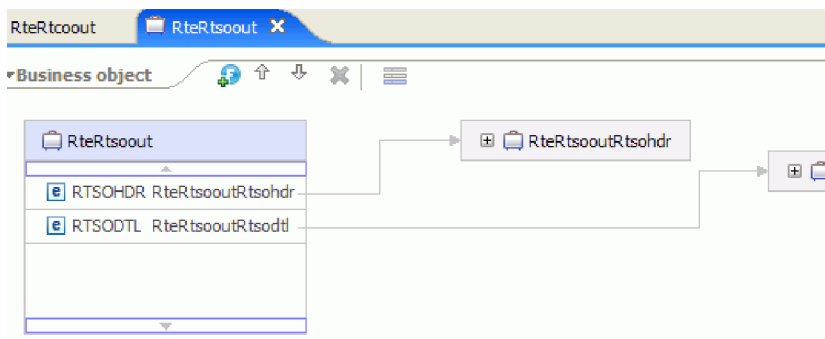 RteRtcoout RteRtsoout
Business object
RteRtsoout
RteRtsooutRtsohdr
RTSOHDR RteRtsooutRtsohdr
RTSODTL RteRtsooutRtsodtl